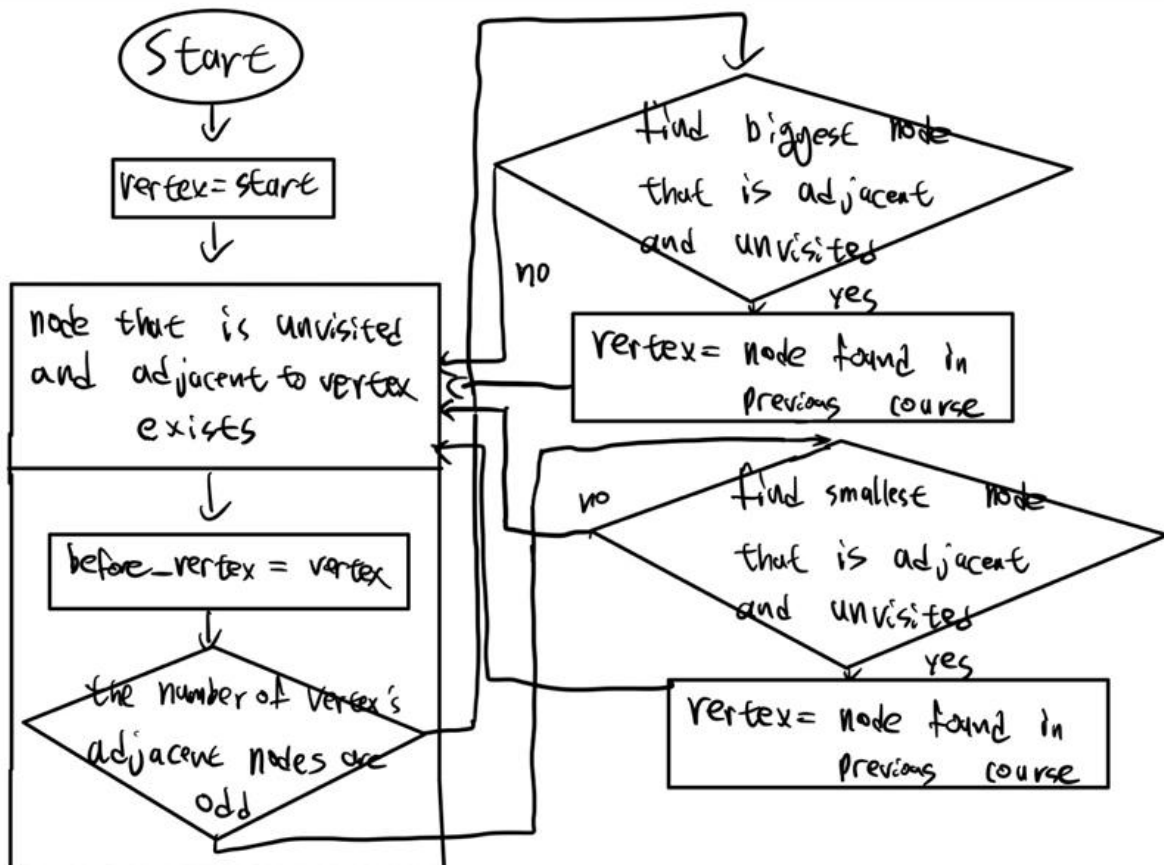 Start
vertex=start
node that is unvisited
and adjacent to vertex
exists
before_vertex = vertex
the number of vertex's
adjacent nodes are
odd
find biggest node
that is adjacent
and unvisited
no
yes
vertex= node found in
previous course
find smallest node
that is adjacent
and unvisited
no
yes
vertex= node found in
previous course